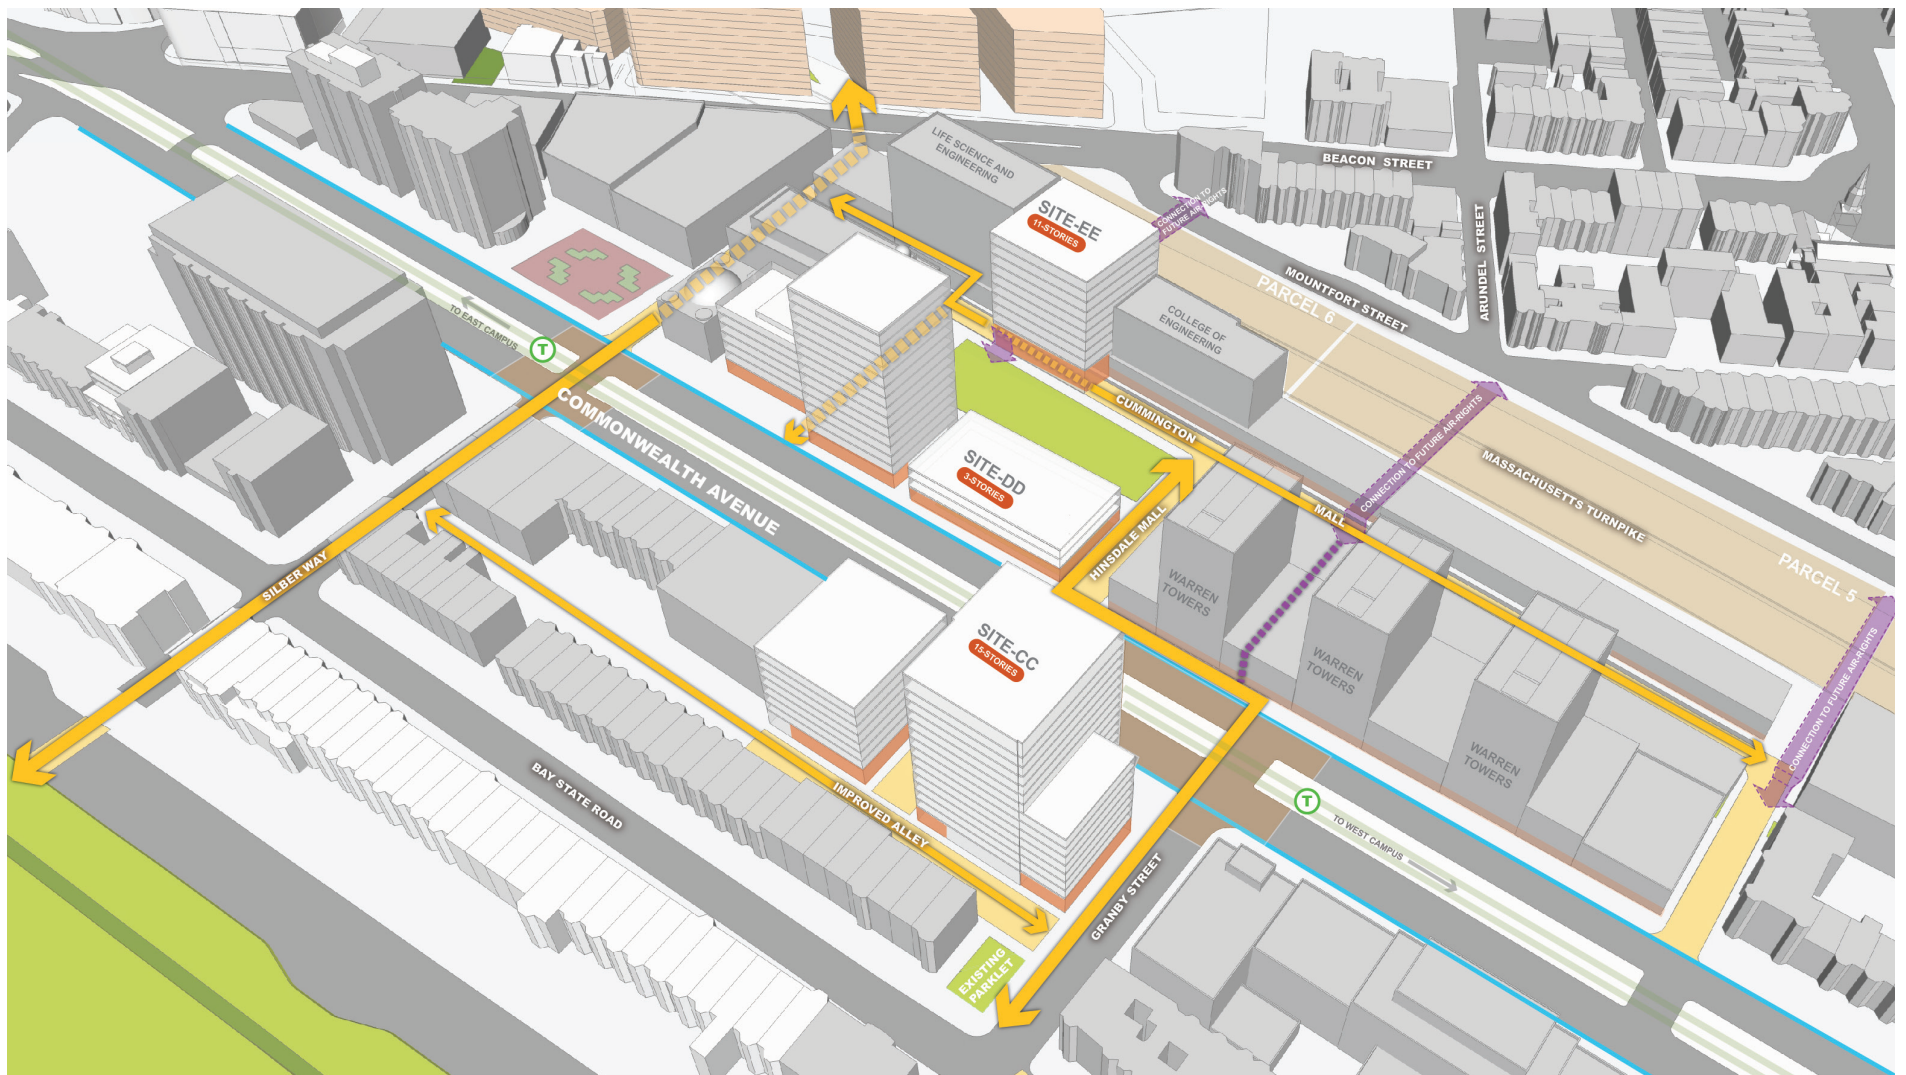 LIFE SCIENCE AND
ENGINEERING
BEACON STREET
CONNECTION TO
FUTURE AIR-RIGHTS
SITE-EE
11-STORIES
ARUNDEL STREET
MOUNTFORT STREET
PARCEL 6
TO EAST CAMPUS
T
COLLEGE OF
ENGINEERING
COMMONWEALTH AVENUE
CUMMINGTON
MALL
CONNECTION TO FUTURE AIR-RIGHTS
MASSACHUSETTS TURNPIKE
SITE-DD
3-STORIES
HINSDALE MALL
PARCEL 5
SILBER WAY
WARREN
TOWERS
WARREN
TOWERS
WARREN
TOWERS
SITE-CC
15-STORIES
CONNECTION TO FUTURE AIR-RIGHTS
BAY STATE ROAD
IMPROVED ALLEY
T
TO WEST CAMPUS
GRANBY STREET
EXISTING
PARKLET